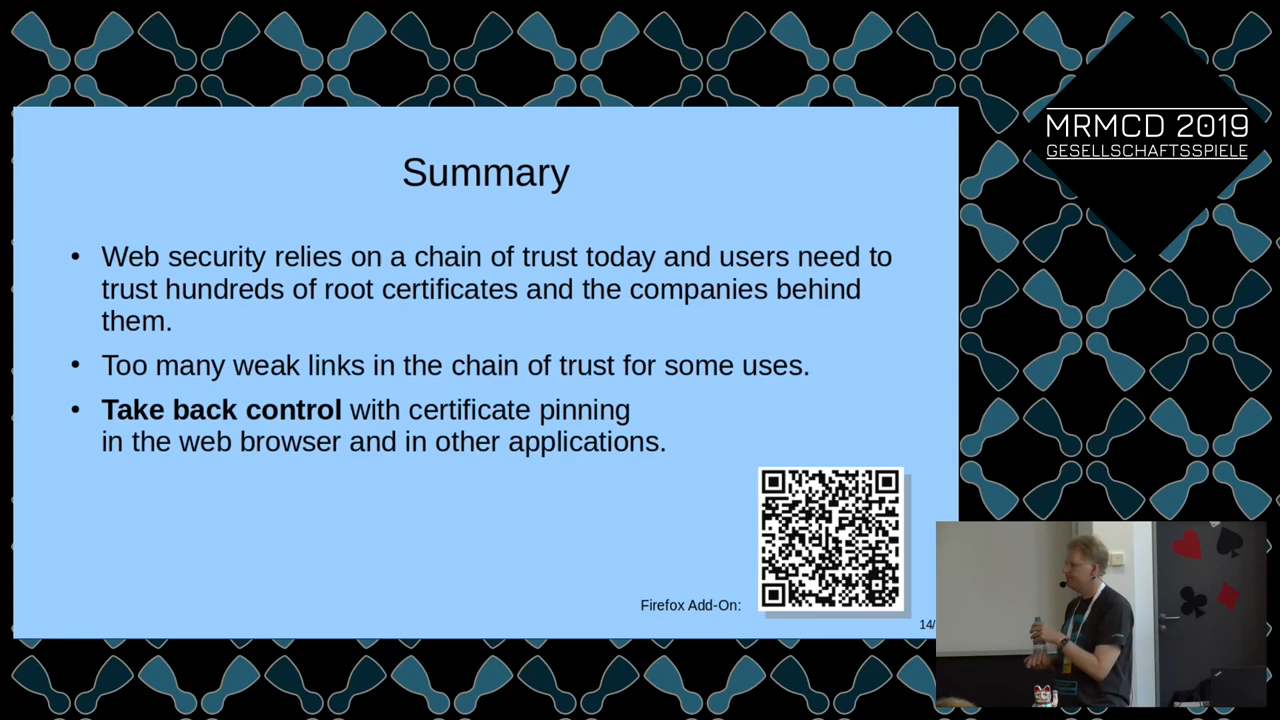 MRMCD 2019
GESELLSCHAFTSSPIELE
Summary
• Web security relies on a chain of trust today and users need to
trust hundreds of root certificates and the companies behind
them.
• Too many weak links in the chain of trust for some uses.
• Take back control with certificate pinning
in the web browser and in other applications.
Firefox Add-On:
14/